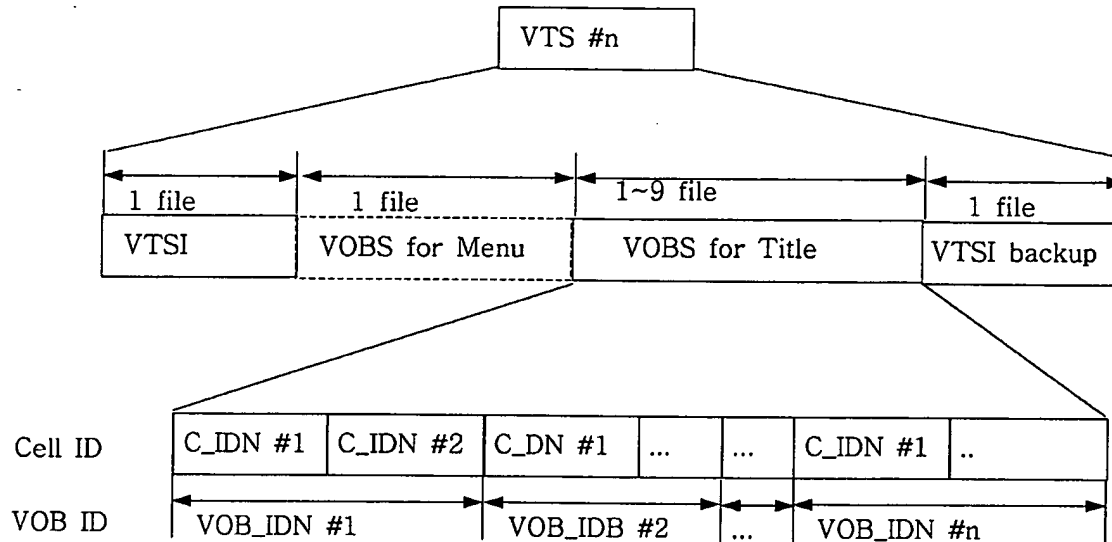 VTS #n
1 file 1 file 1~9 file 1 file
VTSI VOBS for Menu VOBS for Title VTSI backup
Cell ID C_IDN #1 C_IDN #2 C_DN #1 ... ... C_IDN #1 ..
VOB ID VOB_IDN #1 VOB_IDB #2 ... VOB_IDN #n